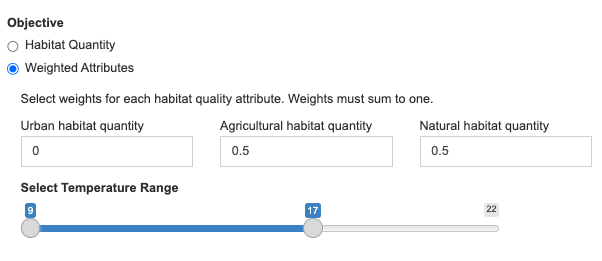 Objective
Habitat Quantity
Weighted Attributes
Select weights for each habitat quality attribute. Weights must sum to one.
Urban habitat quantity Agricultural habitat quantity Natural habitat quantity
0 0.5 0.5
Select Temperature Range
9 17 22